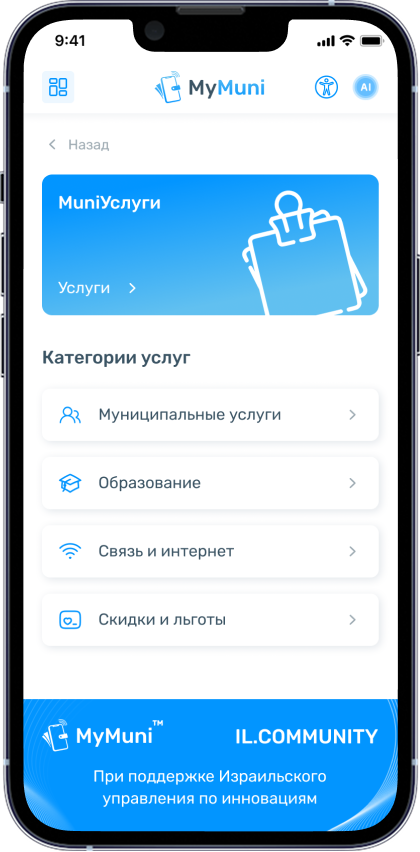 9:41
MyMuni
AI
Назад
MuniУслуги
Услуги
Категории услуг
Муниципальные услуги
Образование
Связь и интернет
Скидки и льготы
MyMuni™
IL.COMMUNITY
При поддержке Израильского
управления по инновациям